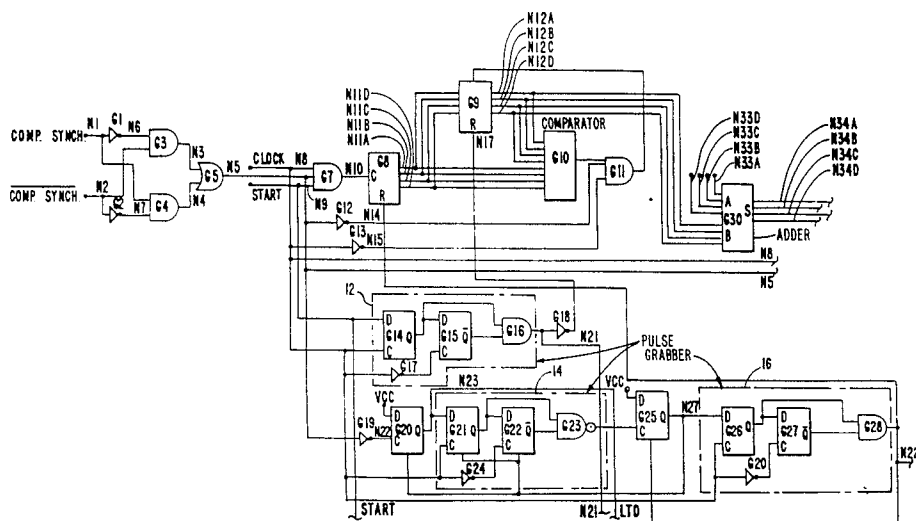 N12A
N12B
N12C
N12D
N11D
N11C
N11B
N11A
G9
R
N17
COMPARATOR
N33D
N33C
N33B
N33A
N34A
N34B
N34C
N34D
N1
G1
N6
COMP. SYNCH.
G3
N3
N5
CLOCK
N8
G8
C
R
G10
G11
G5
START
G7
N10
N9
A
G30
S
B
ADDER
COMP SYNCH.
N2
N7
G4
N4
G12
N14
G13
N15
N8
N5
12
D
G14 Q
C
G15 Q
G16
G18
N21
G17
PULSE
GRABBER
16
N23
14
VCC
G19
N22
D
G20 Q
C
D
G21 Q
C
G22 Q
G23
G24
VCC
D
G25 Q
C
N27
D
G26 Q
C
G27 Q
G28
G20
N22
START
N21
LTD